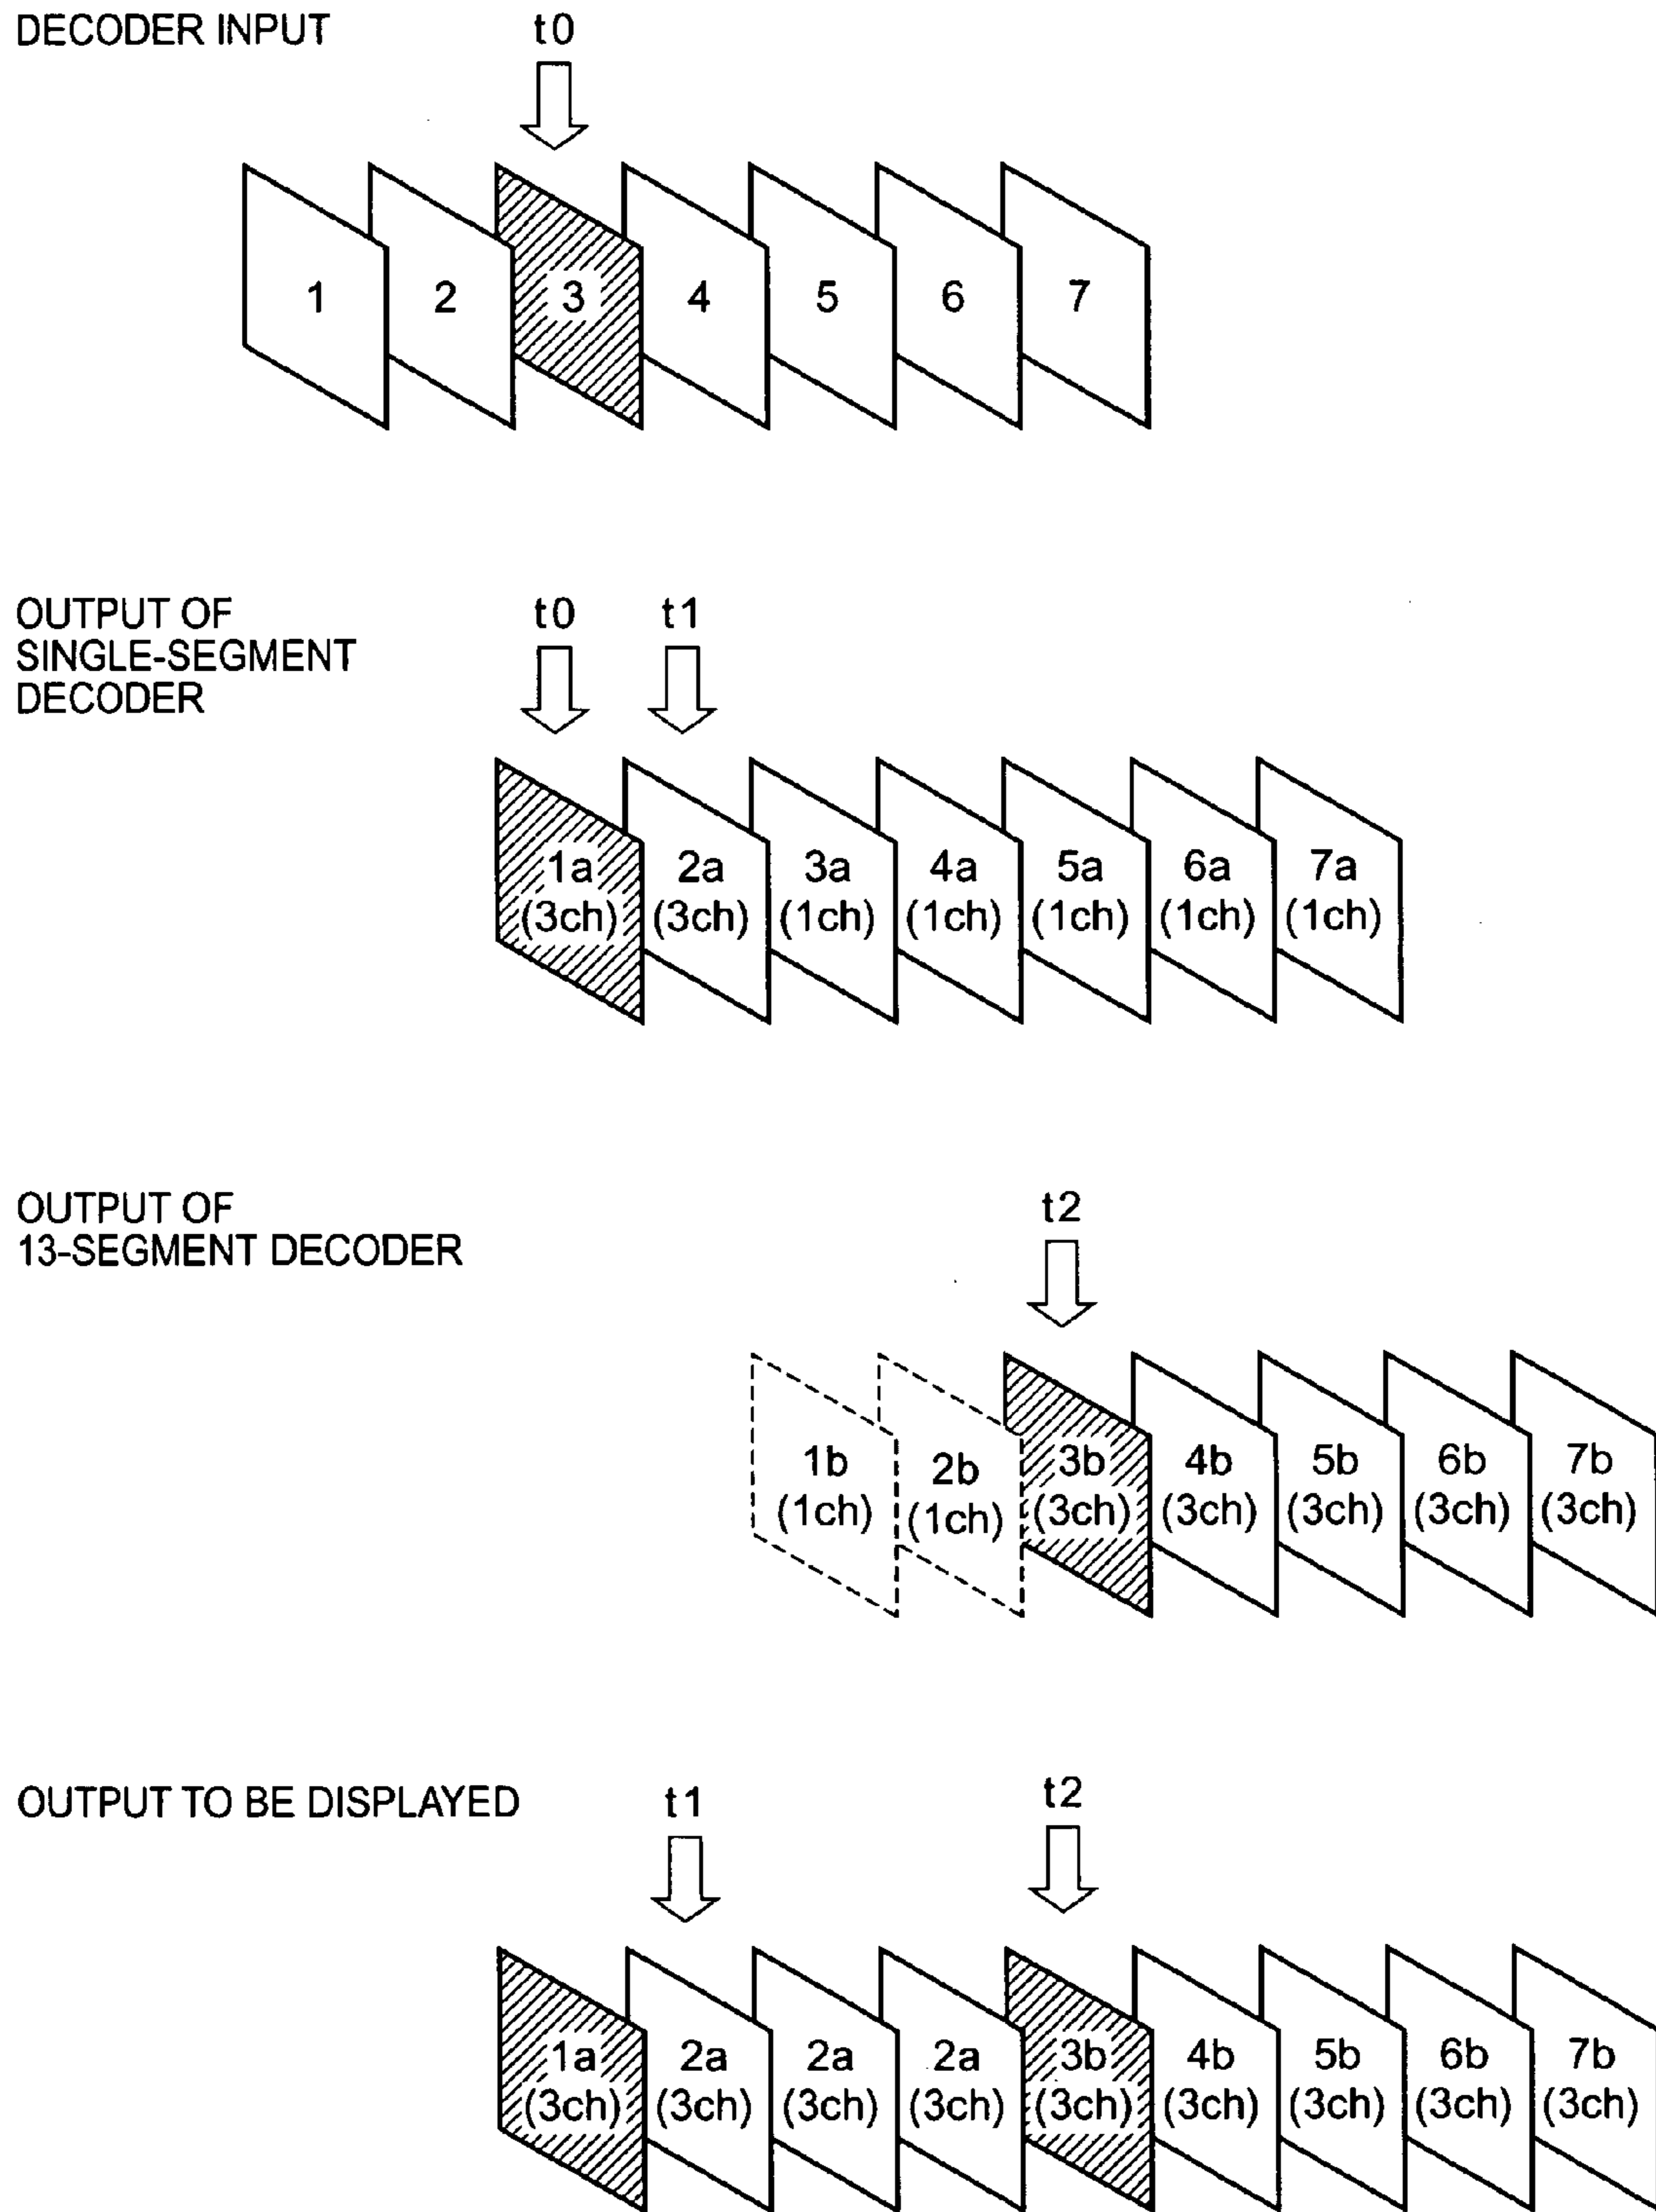 DECODER INPUT
t0
1 2 3 4 5 6 7
OUTPUT OF
SINGLE-SEGMENT
DECODER
t0 t1
1a 2a 3a 4a 5a 6a 7a
(3ch) (3ch) (1ch) (1ch) (1ch) (1ch) (1ch)
OUTPUT OF
13-SEGMENT DECODER
t2
1b 2b 3b 4b 5b 6b 7b
(1ch) (1ch) (3ch) (3ch) (3ch) (3ch) (3ch)
OUTPUT TO BE DISPLAYED
t1 t2
1a 2a 2a 2a 3b 4b 5b 6b 7b
(3ch) (3ch) (3ch) (3ch) (3ch) (3ch) (3ch) (3ch) (3ch)